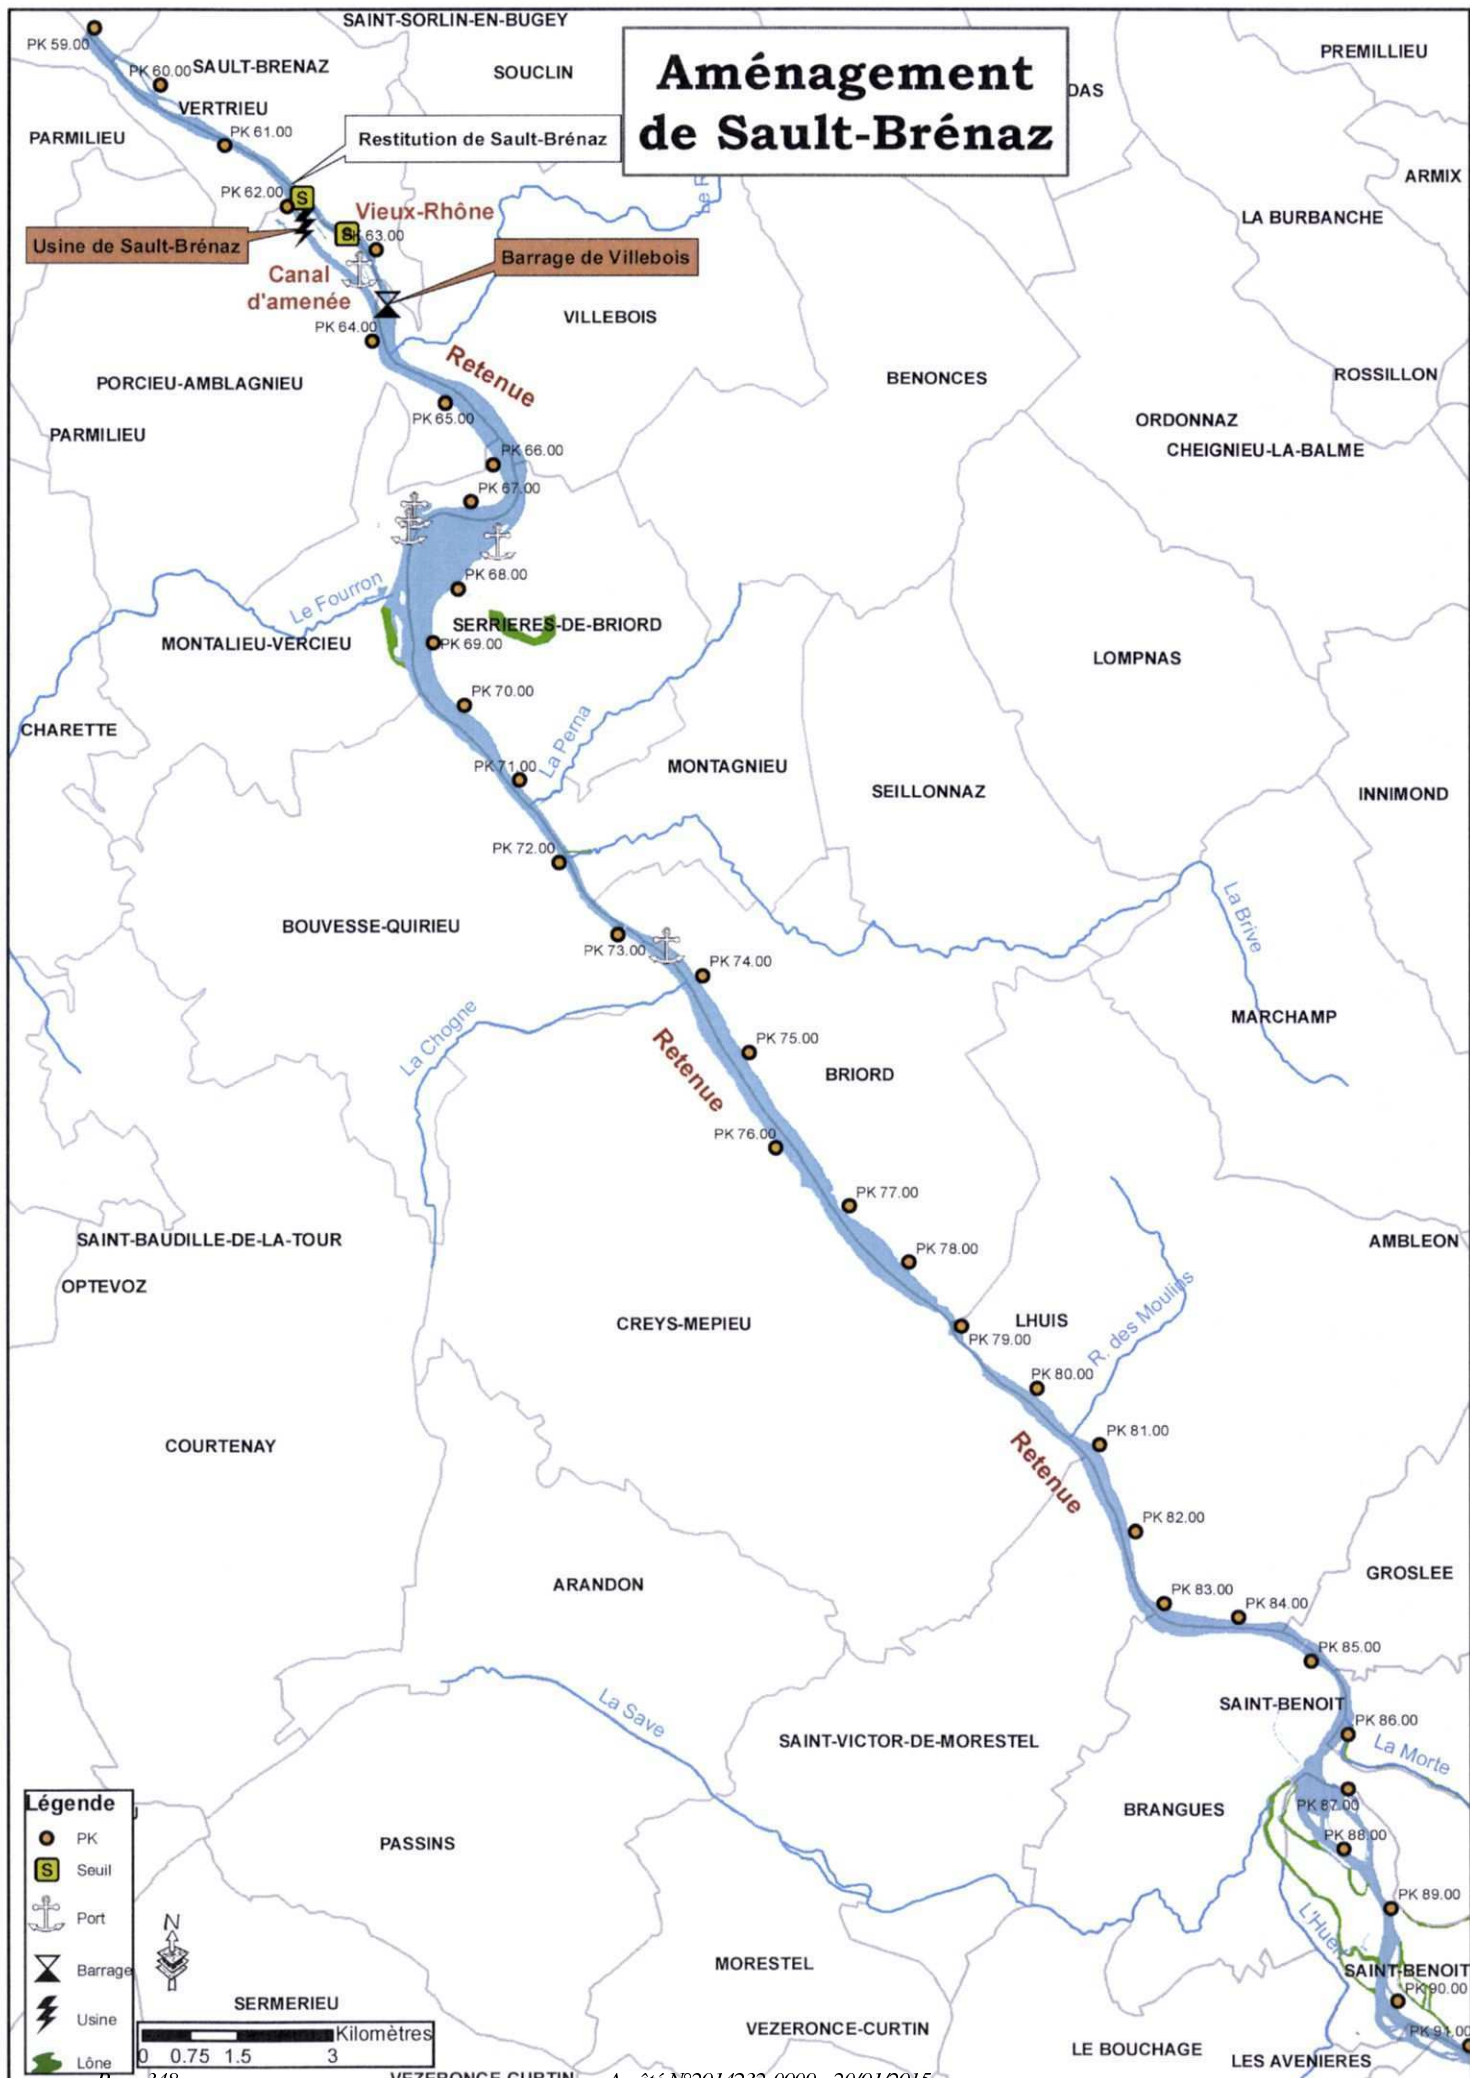 SAINT-SORLIN-EN-BUGEY
PK 59.00
PK 60.00
SAULT-BRENAZ
SOUCLIN
Aménagement
de Sault-Brénaz
DAS
PREMILLIEU
VERTRIEU
PARMILIEU
PK 61.00
Restitution de Sault-Brénaz
ARMIX
PK 62.00
S
Vieux-Rhône
LA BURBANCHE
Usine de Sault-Brénaz
S
63.00
Barrage de Villebois
Canal
d'amenée
PK 64.00
VILLEBOIS
Retenue
PORCIEU-AMBLAGNIEU
BENONCES
ROSSILLON
PK 65.00
ORDONNAZ
PARMILIEU
PK 66.00
CHEIGNIEU-LA-BALME
PK 67.00
PK 68.00
Le Fourron
SERRIERES-DE-BRIORD
MONTALIEU-VERCIEU
PK 69.00
LOMPNAS
PK 70.00
CHARETTE
La Perna
PK 71.00
MONTAGNIEU
SEILLONNAZ
INNIMOND
PK 72.00
La Brive
BOUVESSE-QUIRIEU
PK 73.00
PK 74.00
La Chogne
MARCHAMP
Retenue
PK 75.00
BRIORD
PK 76.00
PK 77.00
SAINT-BAUDILLE-DE-LA-TOUR
PK 78.00
AMBLEON
OPTEVOZ
CREYS-MEPIEU
LHUIS
R. des Moulins
PK 79.00
PK 80.00
COURTENAY
PK 81.00
Retenue
PK 82.00
ARANDON
GROSLEE
PK 83.00
PK 84.00
PK 85.00
La Save
SAINT-BENOIT
PK 86.00
SAINT-VICTOR-DE-MORESTEL
La Morte
BRANGUES
PK 87.00
PK 88.00
PASSINS
PK 89.00
MORESTEL
SAINT-BENOIT
PK 90.00
SERMERIEU
VEZERONCE-CURTIN
PK 91.00
LE BOUCHAGE
LES AVENIERES
Légende
PK
S
Seuil
Port
Barrage
Usine
Lône
N
Kilomètres
0 0.75 1.5 3
VEZERONCE-CURTIN